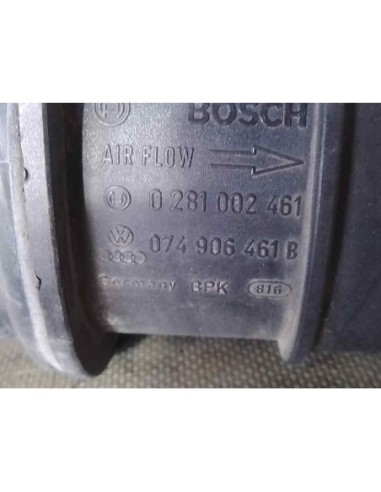 BOSCH
AIR FLOW
0 281 002 461
074 906 461 B
Germany BPK 816